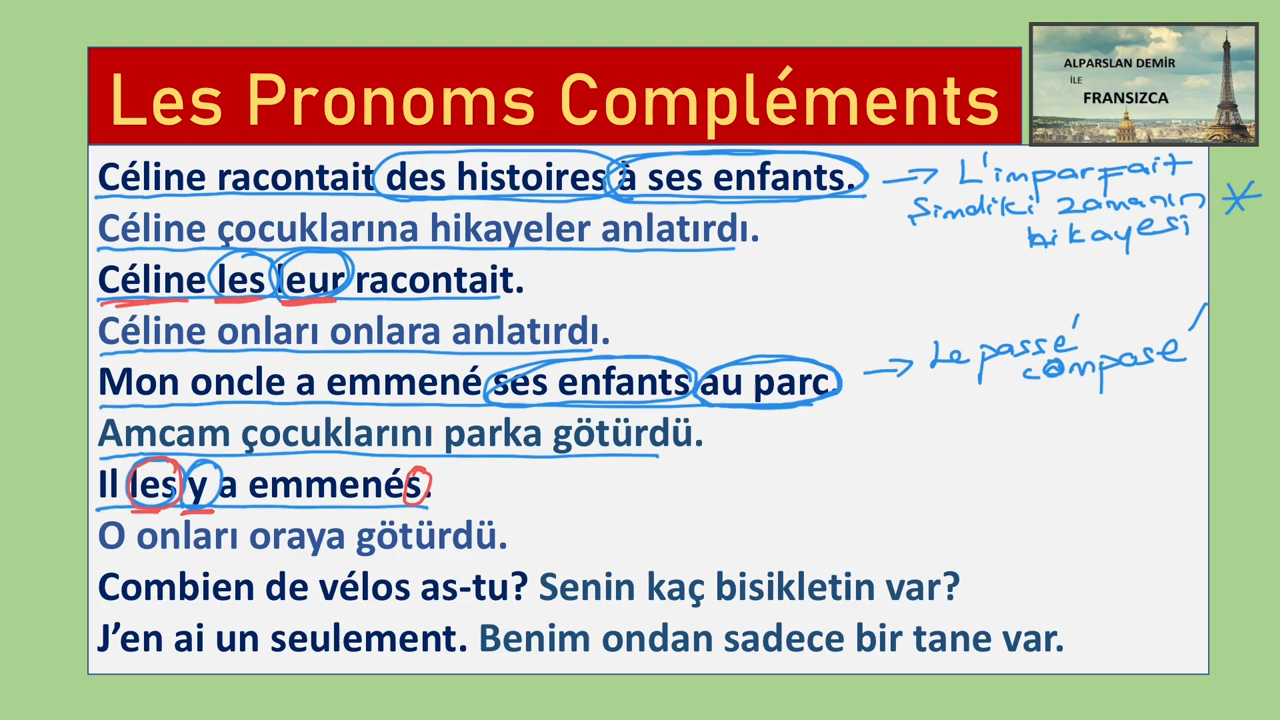 Les Pronoms Compléments
ALPARSLAN DEMİR
İLE
FRANSIZCA
Céline racontait des histoires à ses enfants.
→ L'imparfait
Şimdiki zamanın
hikayesi
Céline çocuklarına hikayeler anlatırdı.
Céline les leur racontait.
Céline onları onlara anlatırdı.
Mon oncle a emmené ses enfants au parc.
→ Le passé
composé
Amcam çocuklarını parka götürdü.
Il les y a emmenés.
O onları oraya götürdü.
Combien de vélos as-tu? Senin kaç bisikletin var?
J’en ai un seulement. Benim ondan sadece bir tane var.